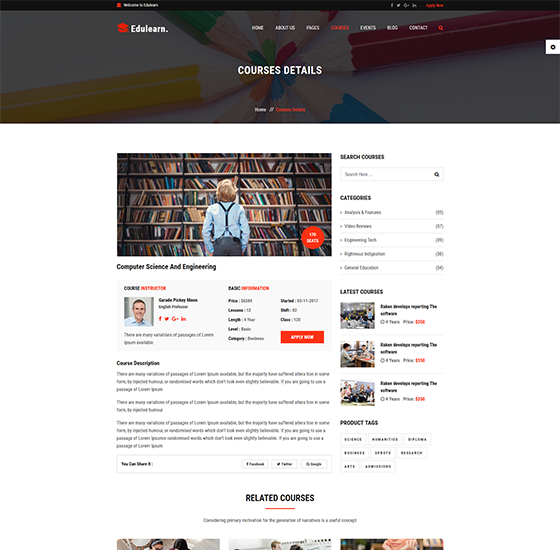 Welcome to Edulearn
Apply Now
Edulearn.
HOME ABOUT US PAGES COURSES EVENTS BLOG CONTACT
COURSES DETAILS
Home // Courses Details
170
SEATS
Computer Science And Engineering
COURSE INSTRUCTOR
Garade Pickey Moon
English Professor
There are many variations of passages of
Lorem Ipsum available
BASIC INFORMATION
Price :
Started : 03-11-2017
Lessons : 12
Shift : 03
Length : 4 Year
Class : 120
Level : Basic
Category : Business
APPLY NOW
Course Description
There are many variations of passages of Lorem Ipsum available, but the majority have suffered altera tion in some
form, by injected humour, or randomised words which don't look even slightly believable. If you are going to use a
passage of Lorem Ipsum
There are many variations of passages of Lorem Ipsum available, but the majority have suffered altera tion in some
form, by injected humour
There are many variations of passages of Lorem Ipsum available, but the majority have suffered altera tion in some
form, by injected humour, or randomised words which don't look even slightly believable. If you are going to use a
passage of Lorem Ipsumor randomised words which don't look even slightly believable. If you are going to use a
passage of Lorem Ipsum
You Can Share It :
Facebook
Twitter
Google
SEARCH COURSES
Search Here ...
CATEGORIES
Analysis & Features (05)
Video Reviews (07)
Engineering Tech (09)
Righteous Indignation (08)
General Education (04)
LATEST COURSES
Raken develops reporting The
software
4 Years Price: $350
Raken develops reporting The
software
4 Years Price: $350
Raken develops reporting The
software
4 Years Price: $350
PRODUCT TAGS
SCIENCE HUMANITIES DIPLOMA
BUSINESS SPROTS RESEARCH
ARTS ADMISSIONS
RELATED COURSES
Considering primary motivation for the generation of narratives is a useful concept